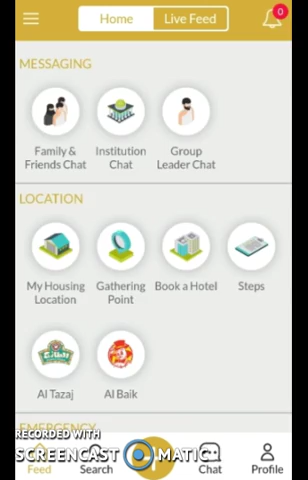 Home
Live Feed
0
MESSAGING
Family &
Friends Chat
Institution
Chat
Group
Leader Chat
LOCATION
My Housing
Location
Gathering
Point
Book a Hotel
Steps
Al Tazaj
Al Baik
EMERGENCY
RECORDED WITH
SCREENCAST MATIC
Feed
Search
Chat
Profile